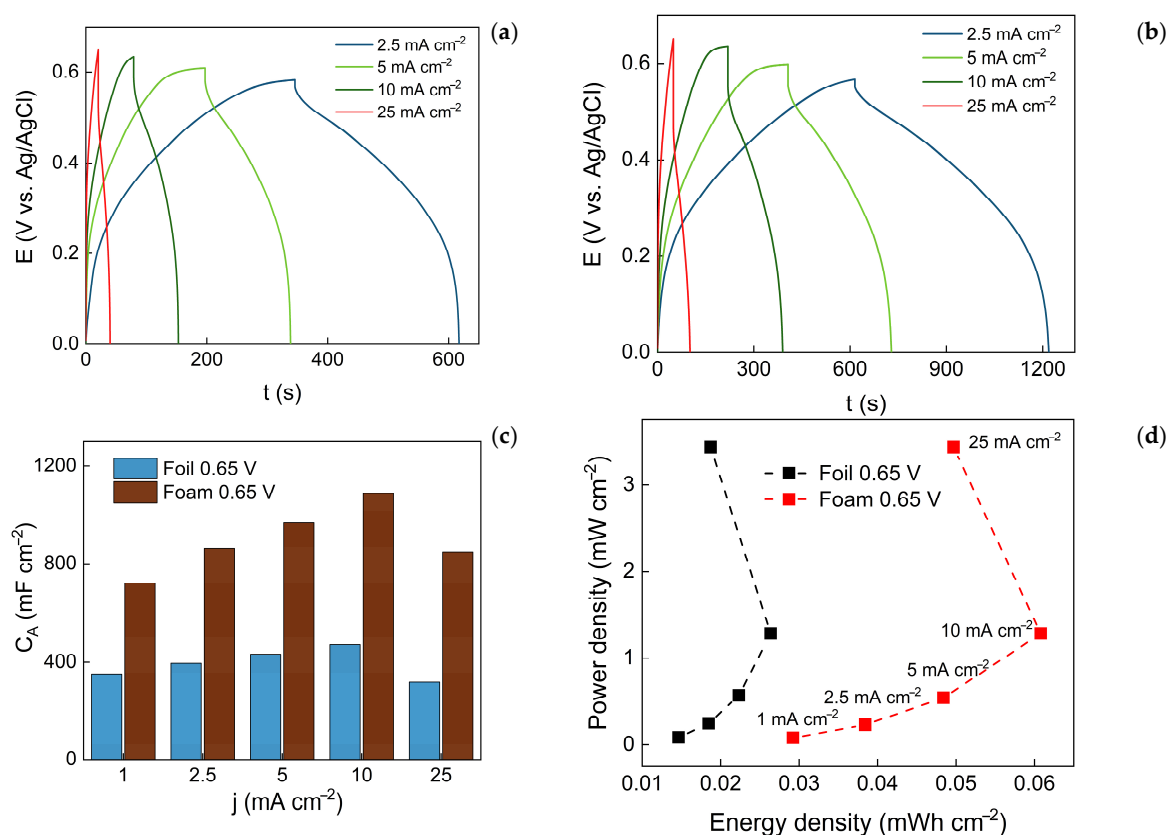 (a)
2.5 mA cm⁻²
5 mA cm⁻²
10 mA cm⁻²
25 mA cm⁻²
E (V vs. Ag/AgCl)
0.6
0.4
0.2
0.0
0 200 400 600
t (s)
(b)
2.5 mA cm⁻²
5 mA cm⁻²
10 mA cm⁻²
25 mA cm⁻²
E (V vs. Ag/AgCl)
0.6
0.4
0.2
0.0
0 300 600 900 1200
t (s)
(c)
Foil 0.65 V
Foam 0.65 V
C_A (mF cm⁻²)
1200
800
400
0
1 2.5 5 10 25
j (mA cm⁻²)
(d)
25 mA cm⁻²
Foil 0.65 V
Foam 0.65 V
10 mA cm⁻²
5 mA cm⁻²
2.5 mA cm⁻²
1 mA cm⁻²
Power density (mW cm⁻²)
3
2
1
0
0.01 0.02 0.03 0.04 0.05 0.06
Energy density (mWh cm⁻²)